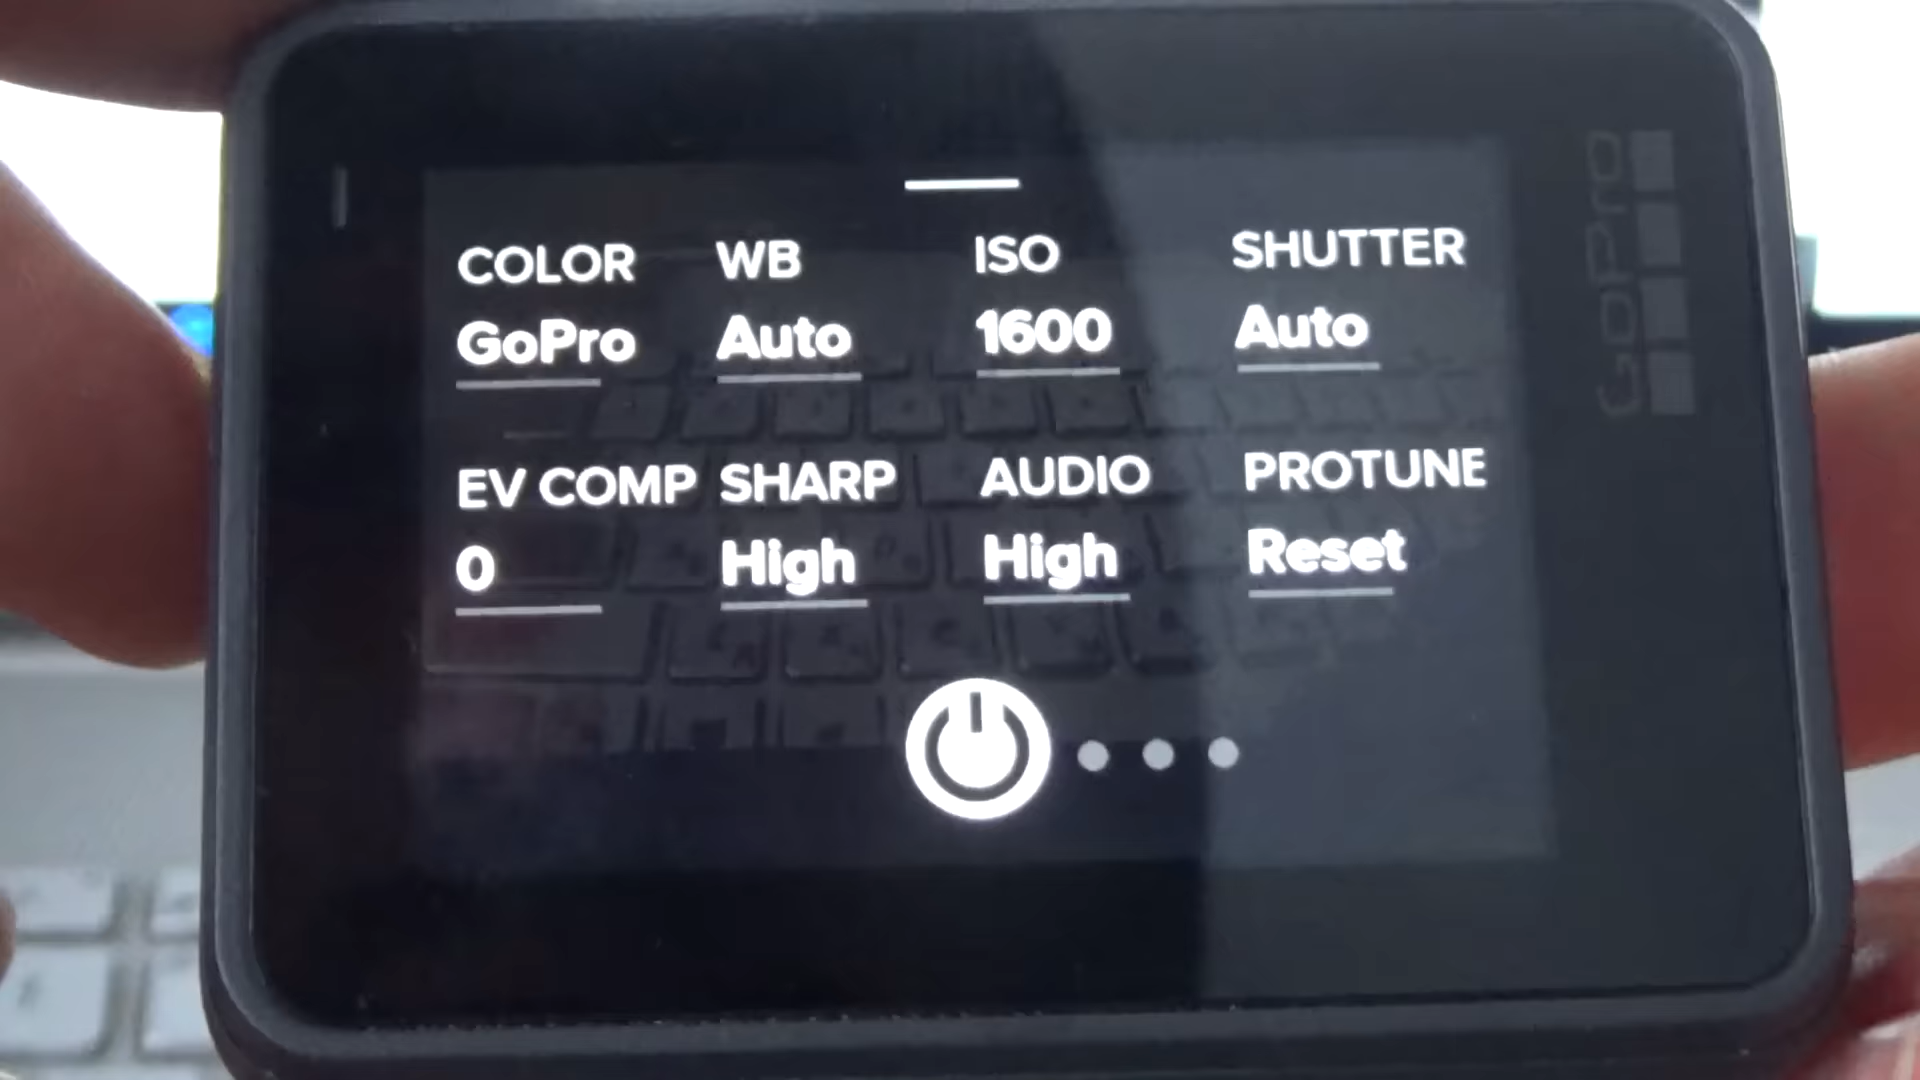 COLOR WB ISO SHUTTER
GoPro Auto 1600 Auto
EV COMP SHARP AUDIO PROTUNE
0 High High Reset
GoPro